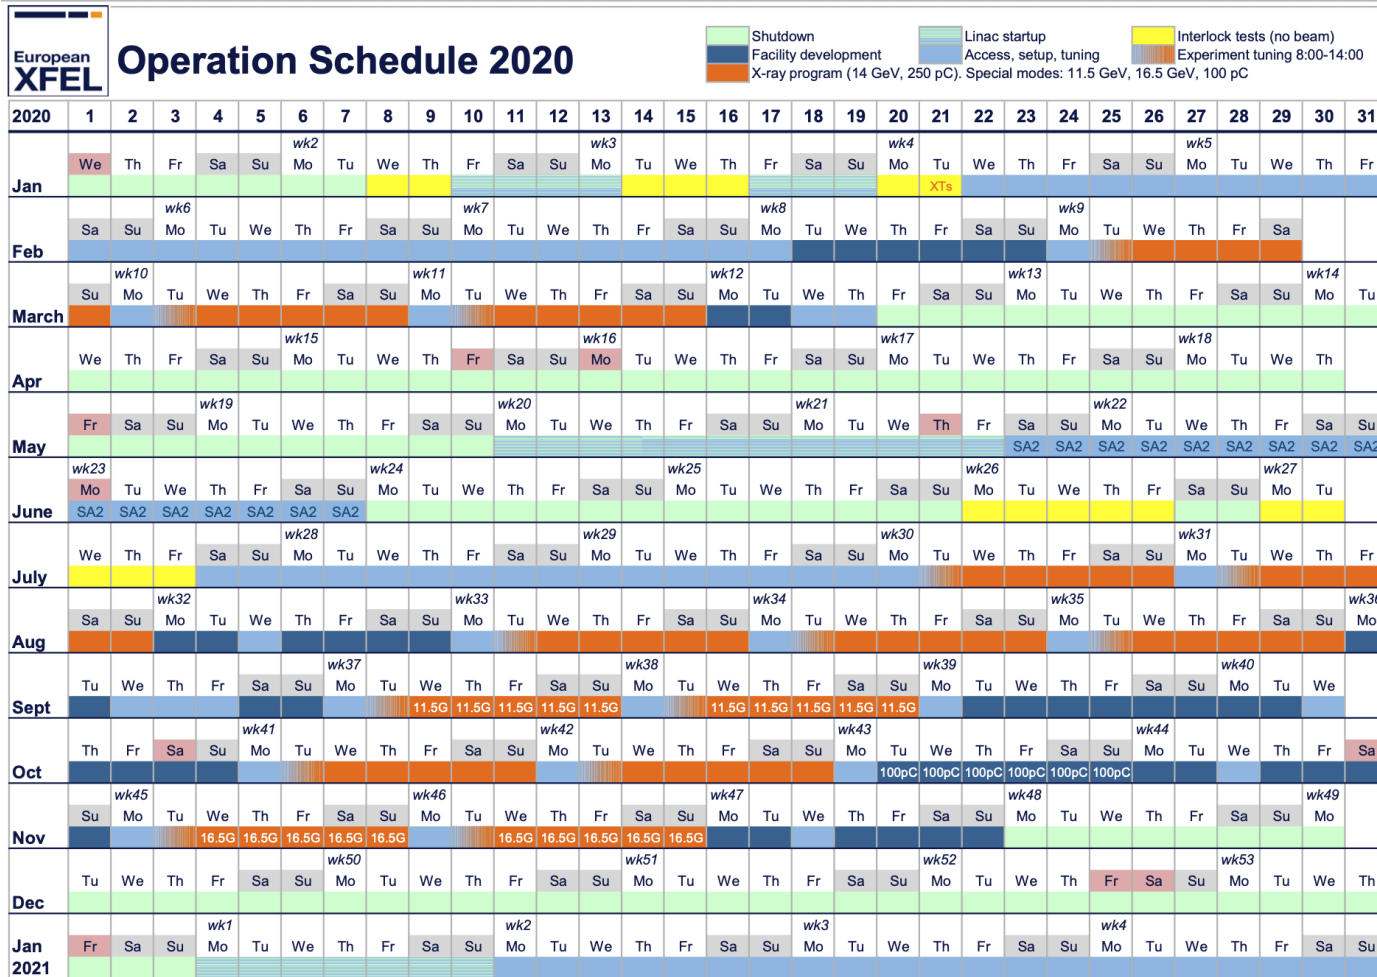 European
XFEL
Operation Schedule 2020
Shutdown Linac startup Interlock tests (no beam)
Facility development Access, setup, tuning Experiment tuning 8:00-14:00
X-ray program (14 GeV, 250 pC). Special modes: 11.5 GeV, 16.5 GeV, 100 pC
2020 1 2 3 4 5 6 7 8 9 10 11 12 13 14 15 16 17 18 19 20 21 22 23 24 25 26 27 28 29 30 31
wk2 wk3 wk4 wk5
We Th Fr Sa Su Mo Tu We Th Fr Sa Su Mo Tu We Th Fr Sa Su Mo Tu We Th Fr Sa Su Mo Tu We Th Fr
Jan XTs
wk6 wk7 wk8 wk9
Sa Su Mo Tu We Th Fr Sa Su Mo Tu We Th Fr Sa Su Mo Tu We Th Fr Sa Su Mo Tu We Th Fr Sa
Feb
wk10 wk11 wk12 wk13 wk14
Su Mo Tu We Th Fr Sa Su Mo Tu We Th Fr Sa Su Mo Tu We Th Fr Sa Su Mo Tu We Th Fr Sa Su Mo Tu
March
wk15 wk16 wk17 wk18
We Th Fr Sa Su Mo Tu We Th Fr Sa Su Mo Tu We Th Fr Sa Su Mo Tu We Th Fr Sa Su Mo Tu We Th
Apr
wk19 wk20 wk21 wk22
Fr Sa Su Mo Tu We Th Fr Sa Su Mo Tu We Th Fr Sa Su Mo Tu We Th Fr Sa Su Mo Tu We Th Fr Sa Su
May SA2 SA2 SA2 SA2 SA2 SA2 SA2 SA2 SA2
wk23 wk24 wk25 wk26 wk27
Mo Tu We Th Fr Sa Su Mo Tu We Th Fr Sa Su Mo Tu We Th Fr Sa Su Mo Tu We Th Fr Sa Su Mo Tu
June SA2 SA2 SA2 SA2 SA2 SA2 SA2
wk28 wk29 wk30 wk31
We Th Fr Sa Su Mo Tu We Th Fr Sa Su Mo Tu We Th Fr Sa Su Mo Tu We Th Fr Sa Su Mo Tu We Th Fr
July
wk32 wk33 wk34 wk35 wk36
Sa Su Mo Tu We Th Fr Sa Su Mo Tu We Th Fr Sa Su Mo Tu We Th Fr Sa Su Mo Tu We Th Fr Sa Su Mo
Aug
wk37 wk38 wk39 wk40
Tu We Th Fr Sa Su Mo Tu We Th Fr Sa Su Mo Tu We Th Fr Sa Su Mo Tu We Th Fr Sa Su Mo Tu We
Sept 11.5G 11.5G 11.5G 11.5G 11.5G 11.5G 11.5G 11.5G 11.5G 11.5G
wk41 wk42 wk43 wk44
Th Fr Sa Su Mo Tu We Th Fr Sa Su Mo Tu We Th Fr Sa Su Mo Tu We Th Fr Sa Su Mo Tu We Th Fr Sa
Oct 100pC 100pC 100pC 100pC 100pC 100pC
wk45 wk46 wk47 wk48 wk49
Su Mo Tu We Th Fr Sa Su Mo Tu We Th Fr Sa Su Mo Tu We Th Fr Sa Su Mo Tu We Th Fr Sa Su Mo
Nov 16.5G 16.5G 16.5G 16.5G 16.5G 16.5G 16.5G 16.5G 16.5G 16.5G
wk50 wk51 wk52 wk53
Tu We Th Fr Sa Su Mo Tu We Th Fr Sa Su Mo Tu We Th Fr Sa Su Mo Tu We Th Fr Sa Su Mo Tu We Th
Dec
wk1 wk2 wk3 wk4
Jan Fr Sa Su Mo Tu We Th Fr Sa Su Mo Tu We Th Fr Sa Su Mo Tu We Th Fr Sa Su Mo Tu We Th Fr Sa Su
2021